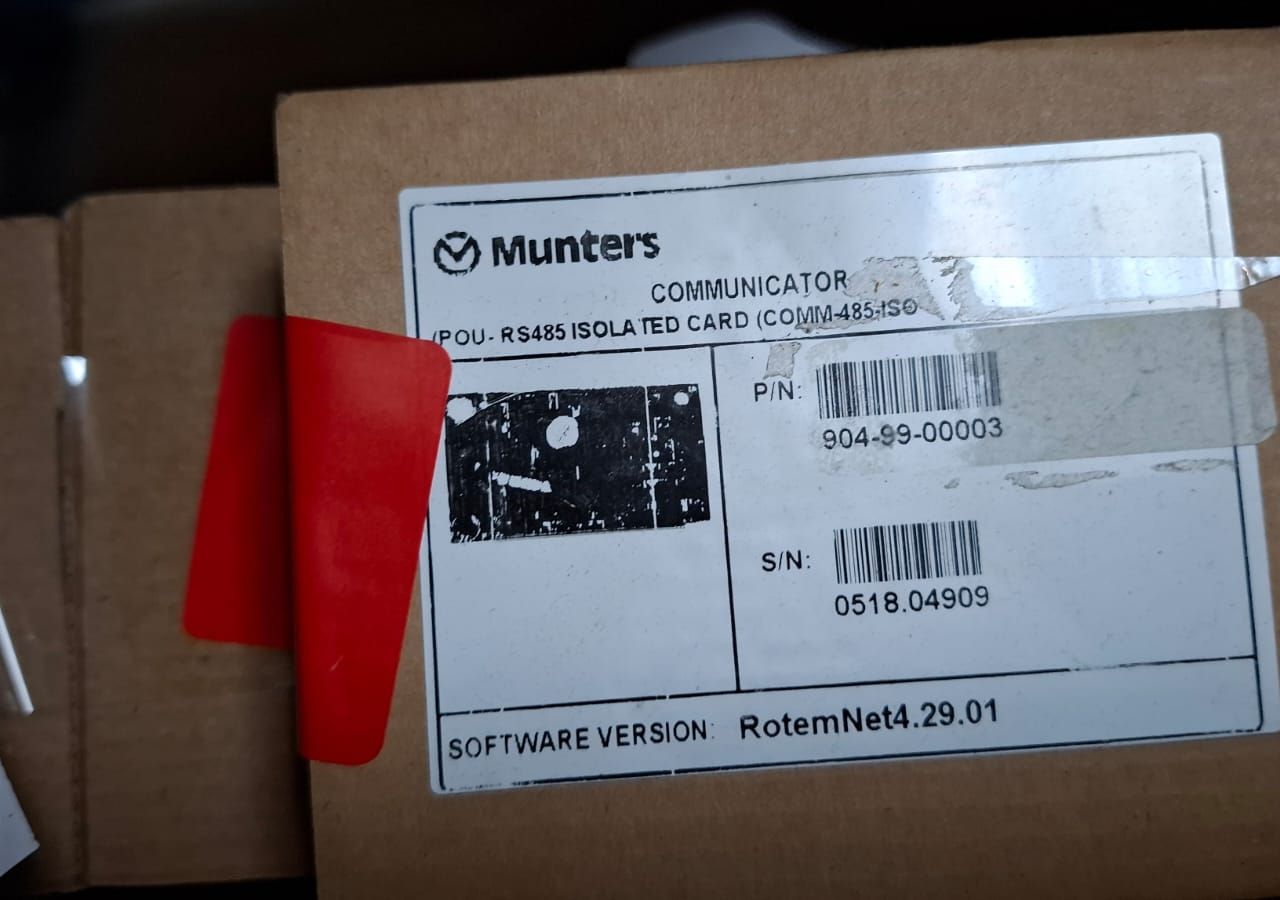 Munters
COMMUNICATOR
/POU- RS485 ISOLATED CARD (COMM-485-ISO
P/N:
904-99-00003
S/N:
0518.04909
SOFTWARE VERSION: RotemNet4.29.01